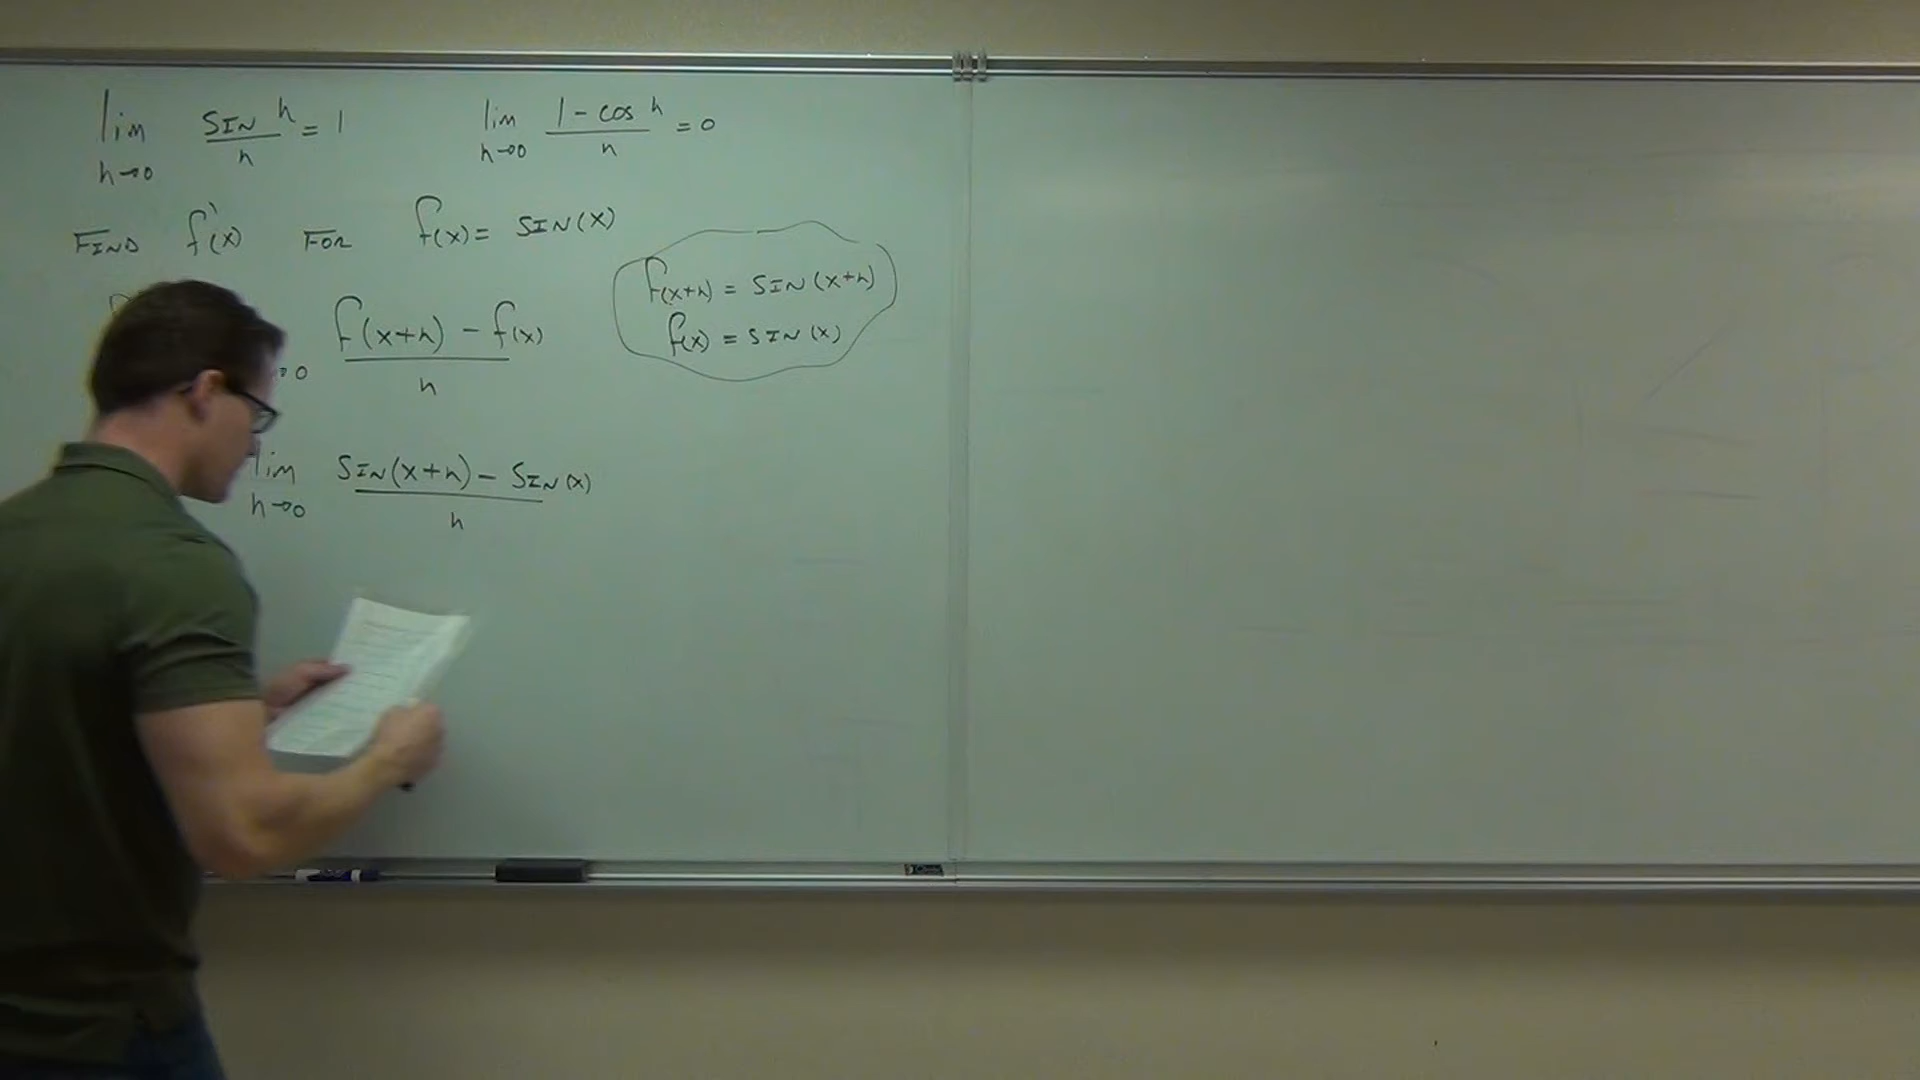 lim sin h / h = 1
h→0
lim 1 - cos h / h = 0
h→0
FIND f'(x) FOR f(x) = SIN(x)
f(x+h) = SIN(x+h)
f(x) = SIN(x)
f(x+h) - f(x) / h
→0
lim SIN(x+h) - SIN(x) / h
h→0